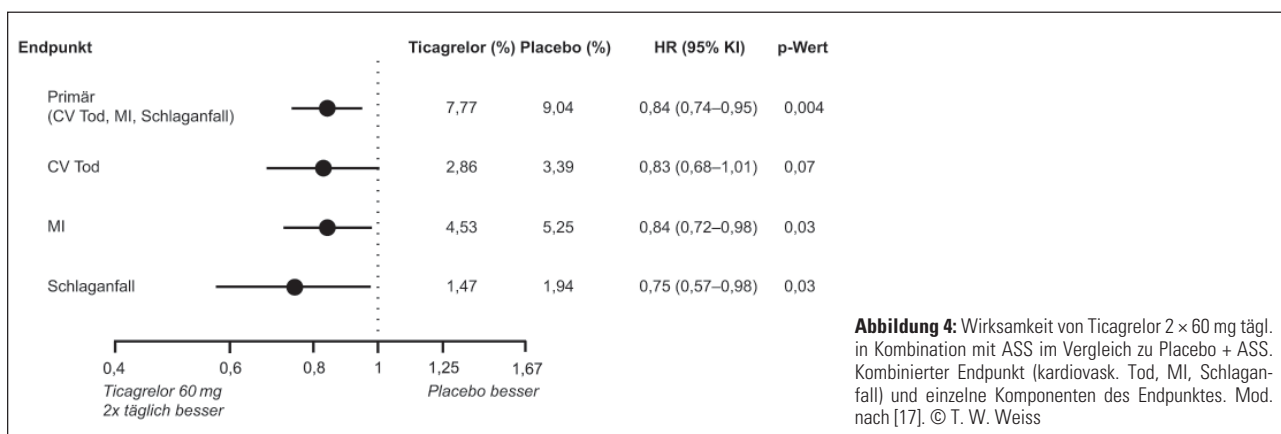 Endpunkt Ticagrelor (%) Placebo (%) HR (95% KI) p-Wert
Primär
(CV Tod, MI, Schlaganfall) 7,77 9,04 0,84 (0,74–0,95) 0,004
CV Tod 2,86 3,39 0,83 (0,68–1,01) 0,07
MI 4,53 5,25 0,84 (0,72–0,98) 0,03
Schlaganfall 1,47 1,94 0,75 (0,57–0,98) 0,03
0,4 0,6 0,8 1 1,25 1,67
Ticagrelor 60 mg Placebo besser
2x täglich besser
Abbildung 4: Wirksamkeit von Ticagrelor 2 × 60 mg tägl.
in Kombination mit ASS im Vergleich zu Placebo + ASS.
Kombinierter Endpunkt (kardiovask. Tod, MI, Schlagan-
fall) und einzelne Komponenten des Endpunktes. Mod.
nach [17]. © T. W. Weiss